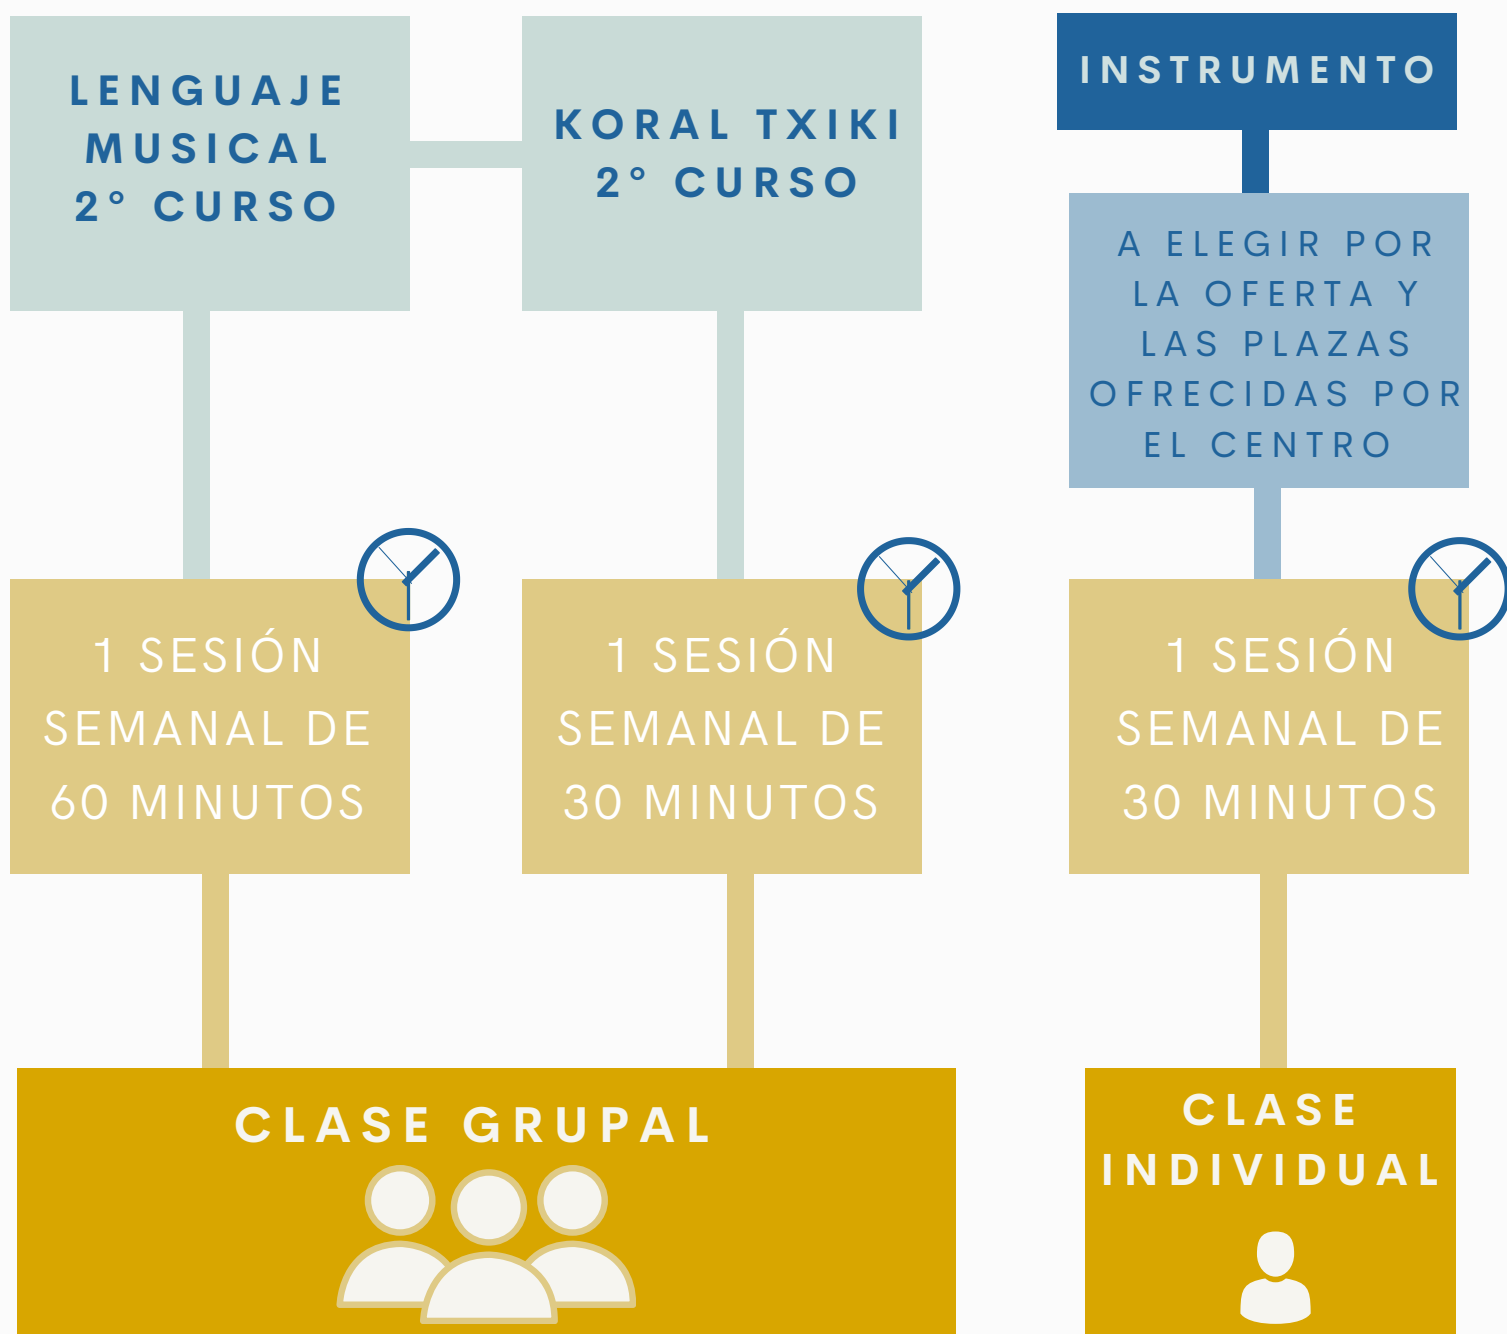 LENGUAJE
MUSICAL
2° CURSO
KORAL TXIKI
2° CURSO
INSTRUMENTO
A ELEGIR POR
LA OFERTA Y
LAS PLAZAS
OFRECIDAS POR
EL CENTRO
1 SESIÓN
SEMANAL DE
60 MINUTOS
1 SESIÓN
SEMANAL DE
30 MINUTOS
1 SESIÓN
SEMANAL DE
30 MINUTOS
CLASE GRUPAL
CLASE
INDIVIDUAL